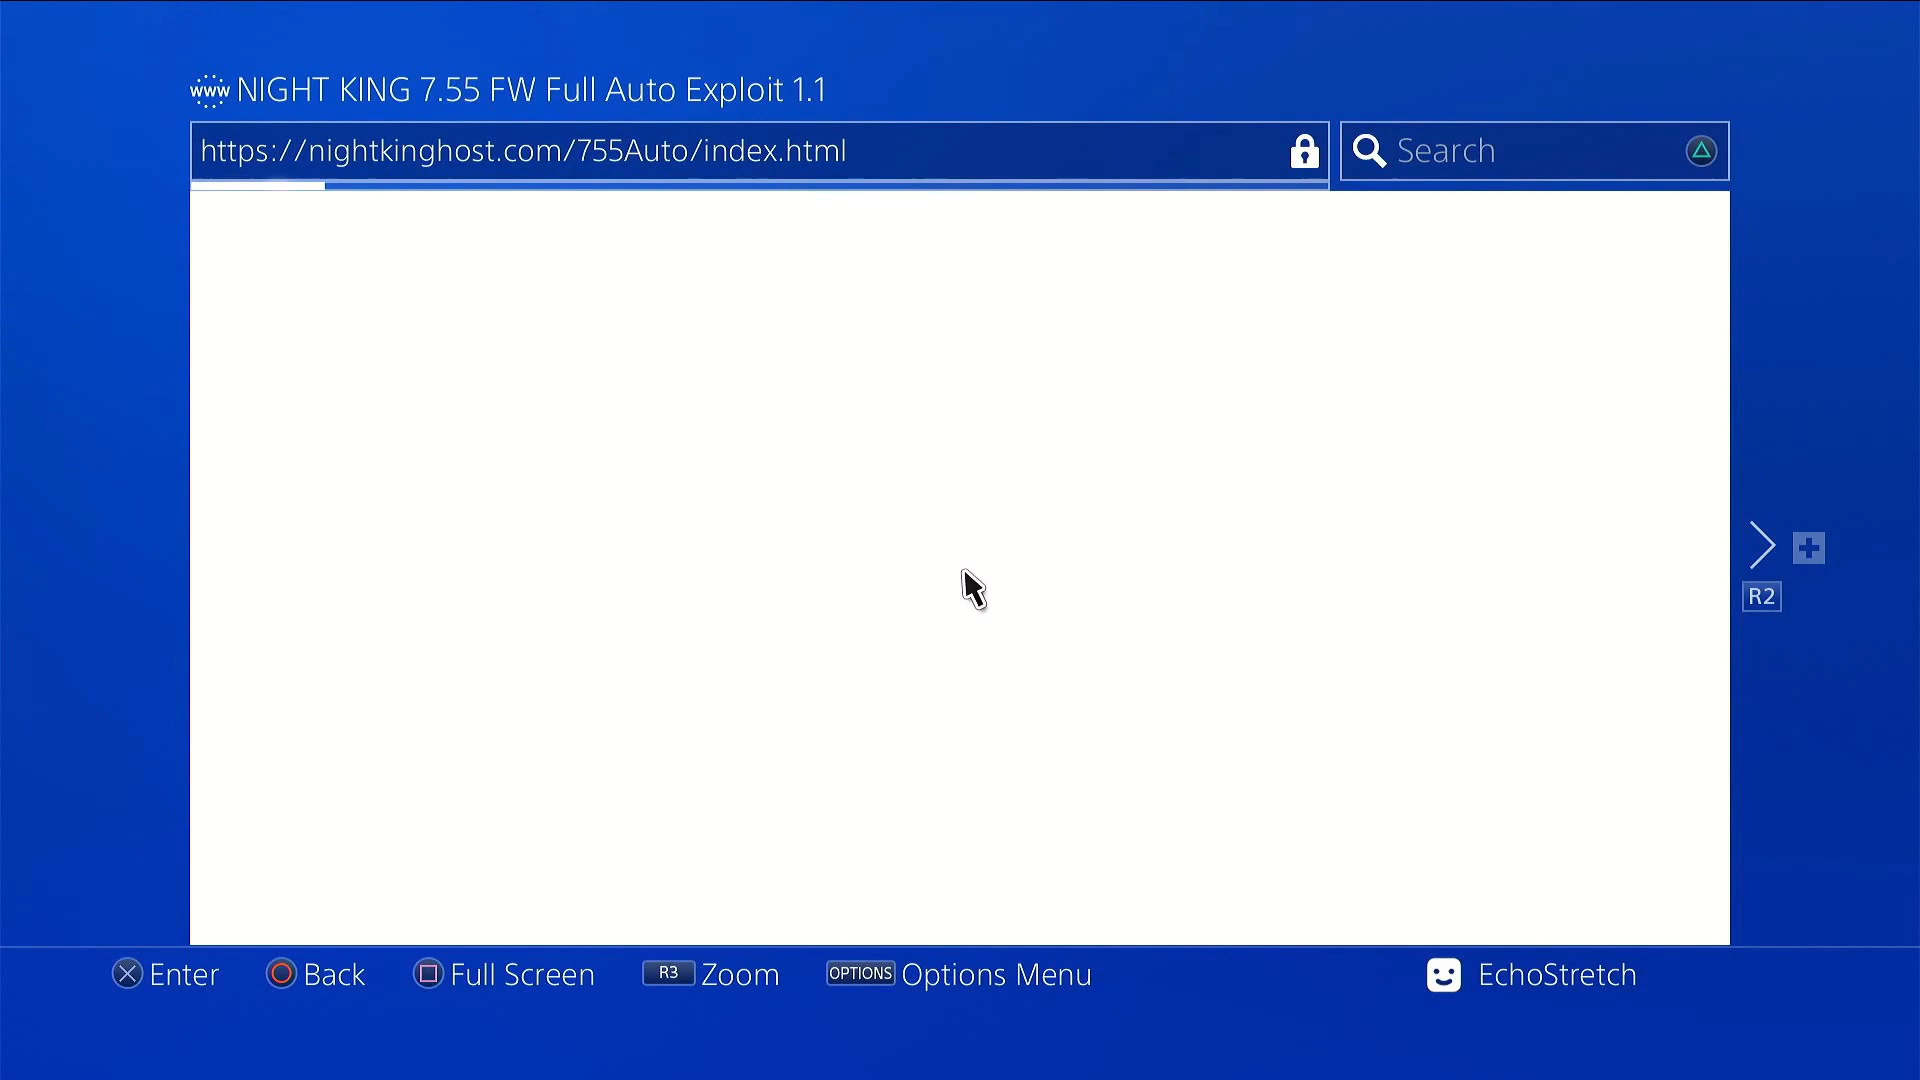 www NIGHT KING 7.55 FW Full Auto Exploit 1.1
https://nightkinghost.com/755Auto/index.html
Search
R2
Enter Back Full Screen R3 Zoom OPTIONS Options Menu EchoStretch